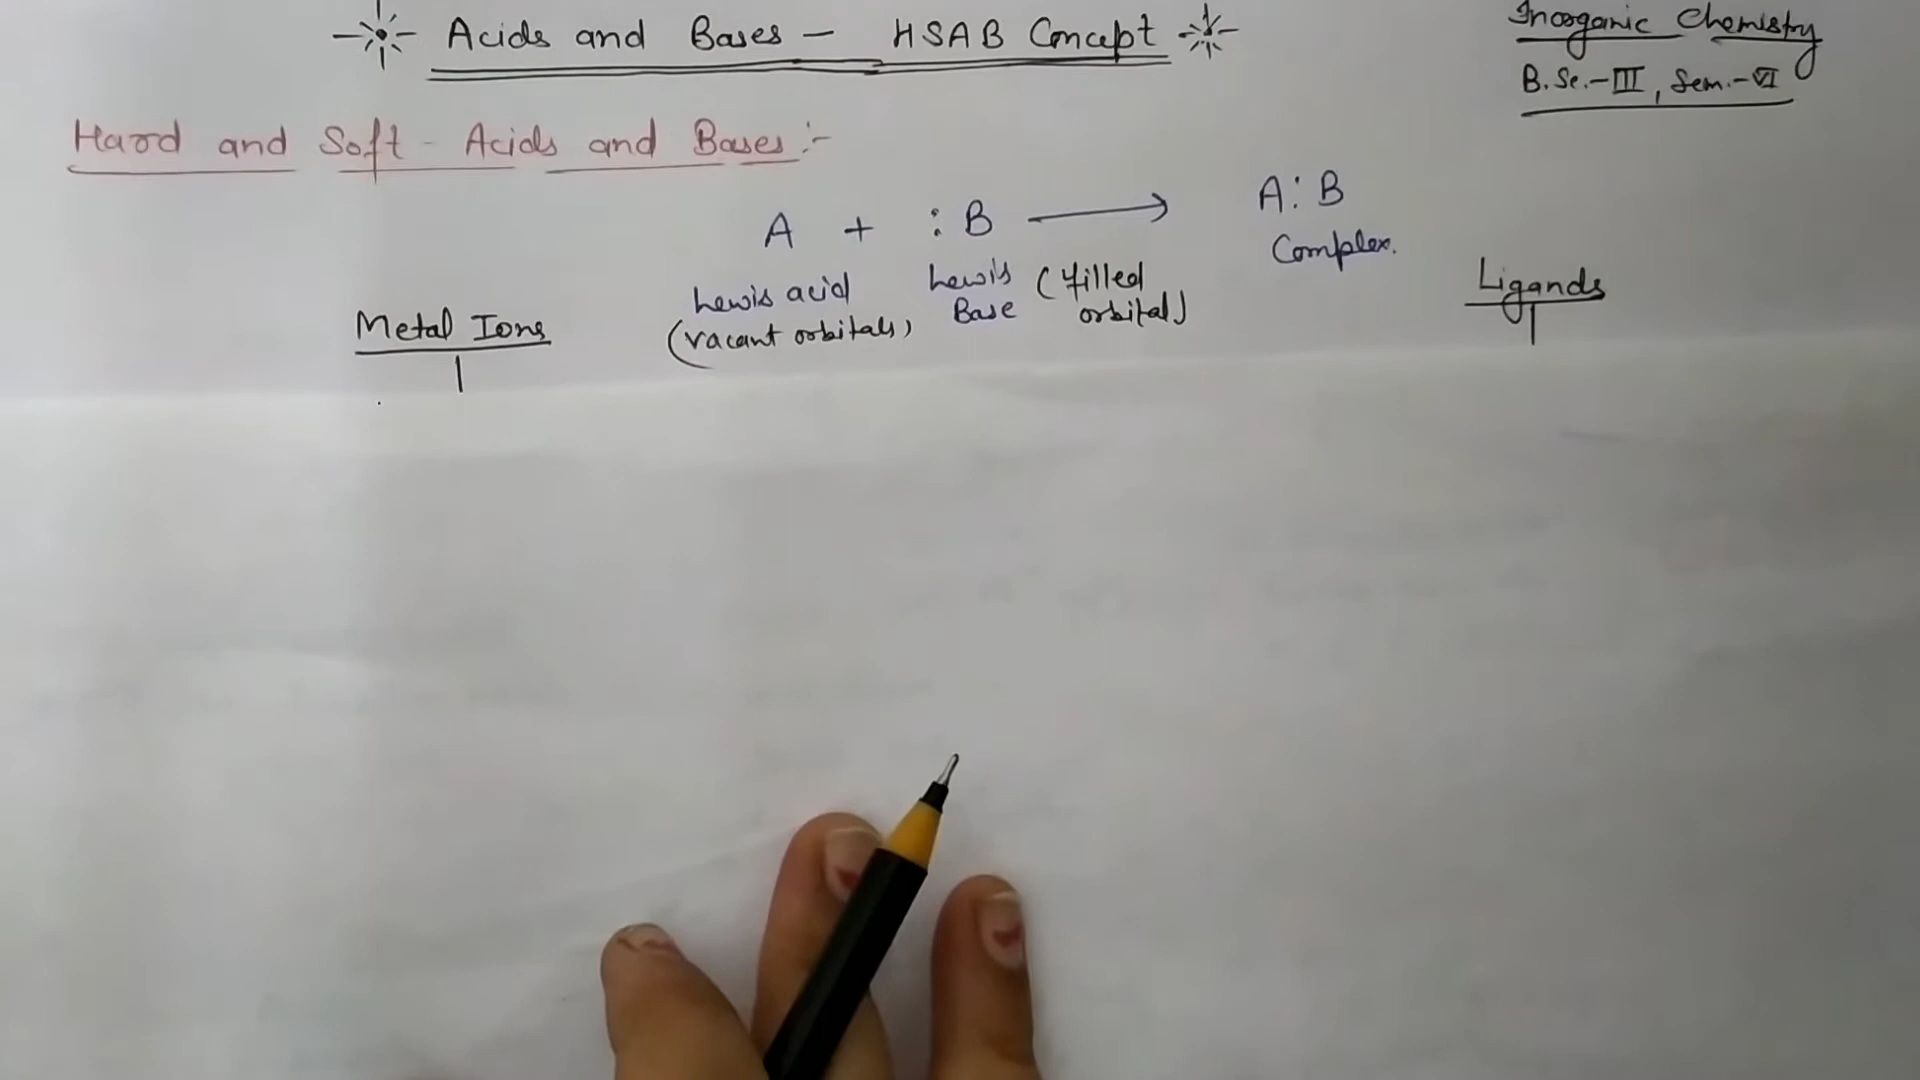 Acids and Bases - HSAB Concept
Inorganic Chemistry
B.Sc.-III, Sem.-VI
Hard and Soft - Acids and Bases :-
A + :B ⟶ A:B
Lewis acid Lewis Base (filled orbital) Complex.
(vacant orbitals)
Metal Ions
Ligands